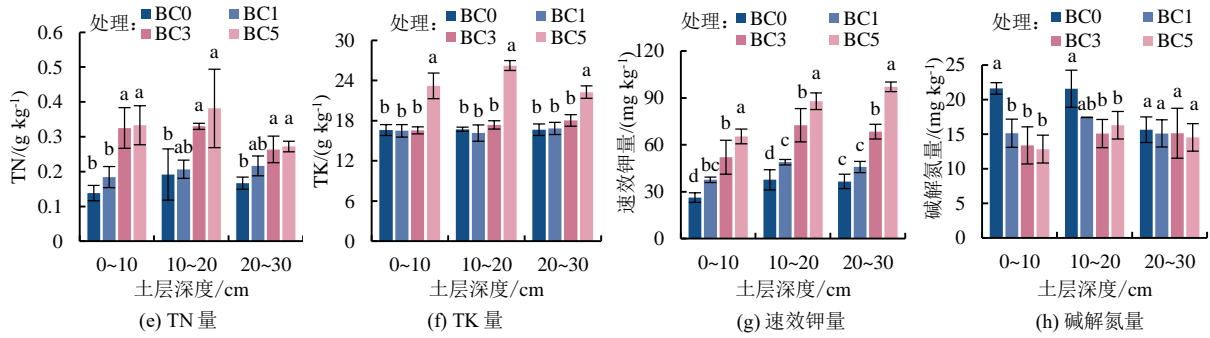 处理： BC0 BC1
BC3 BC5
0.6
0.5
0.4
0.3
0.2
0.1
0
TN/(g·kg-1)
b b a a
b ab a a
b ab a a
0~10 10~20 20~30
土层深度/cm
(e) TN 量
处理： BC0 BC1
BC3 BC5
30
24
18
12
6
0
TK/(g·kg-1)
b b b a
b b b a
b b b a
0~10 10~20 20~30
土层深度/cm
(f) TK 量
处理： BC0 BC1
BC3 BC5
120
90
60
30
0
速效钾量/(mg kg-1)
d bc b a
d c b a
c c b a
0~10 10~20 20~30
土层深度/cm
(g) 速效钾量
处理： BC0 BC1
BC3 BC5
25
20
15
10
5
0
碱解氮量/(mg kg-1)
a b b b
a ab b b
a a a a
0~10 10~20 20~30
土层深度/cm
(h) 碱解氮量